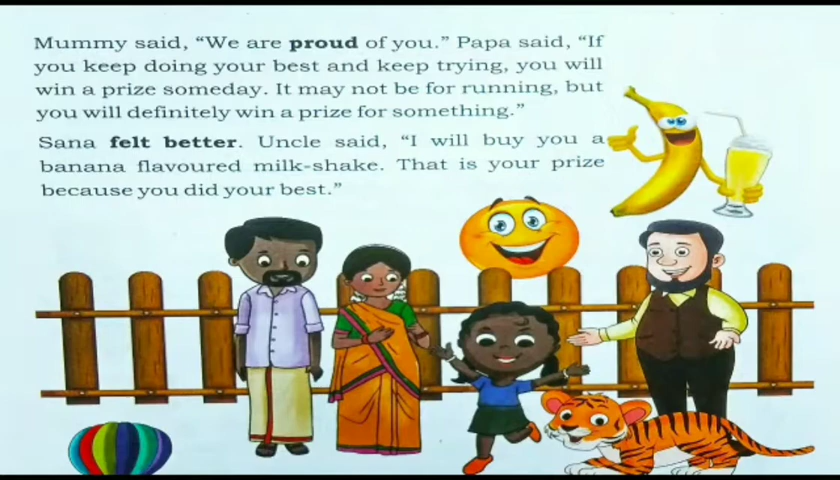 Mummy said, “We are proud of you.” Papa said, “If
you keep doing your best and keep trying, you will
win a prize someday. It may not be for running, but
you will definitely win a prize for something.”
Sana felt better. Uncle said, “I will buy you a
banana flavoured milk-shake. That is your prize
because you did your best.”